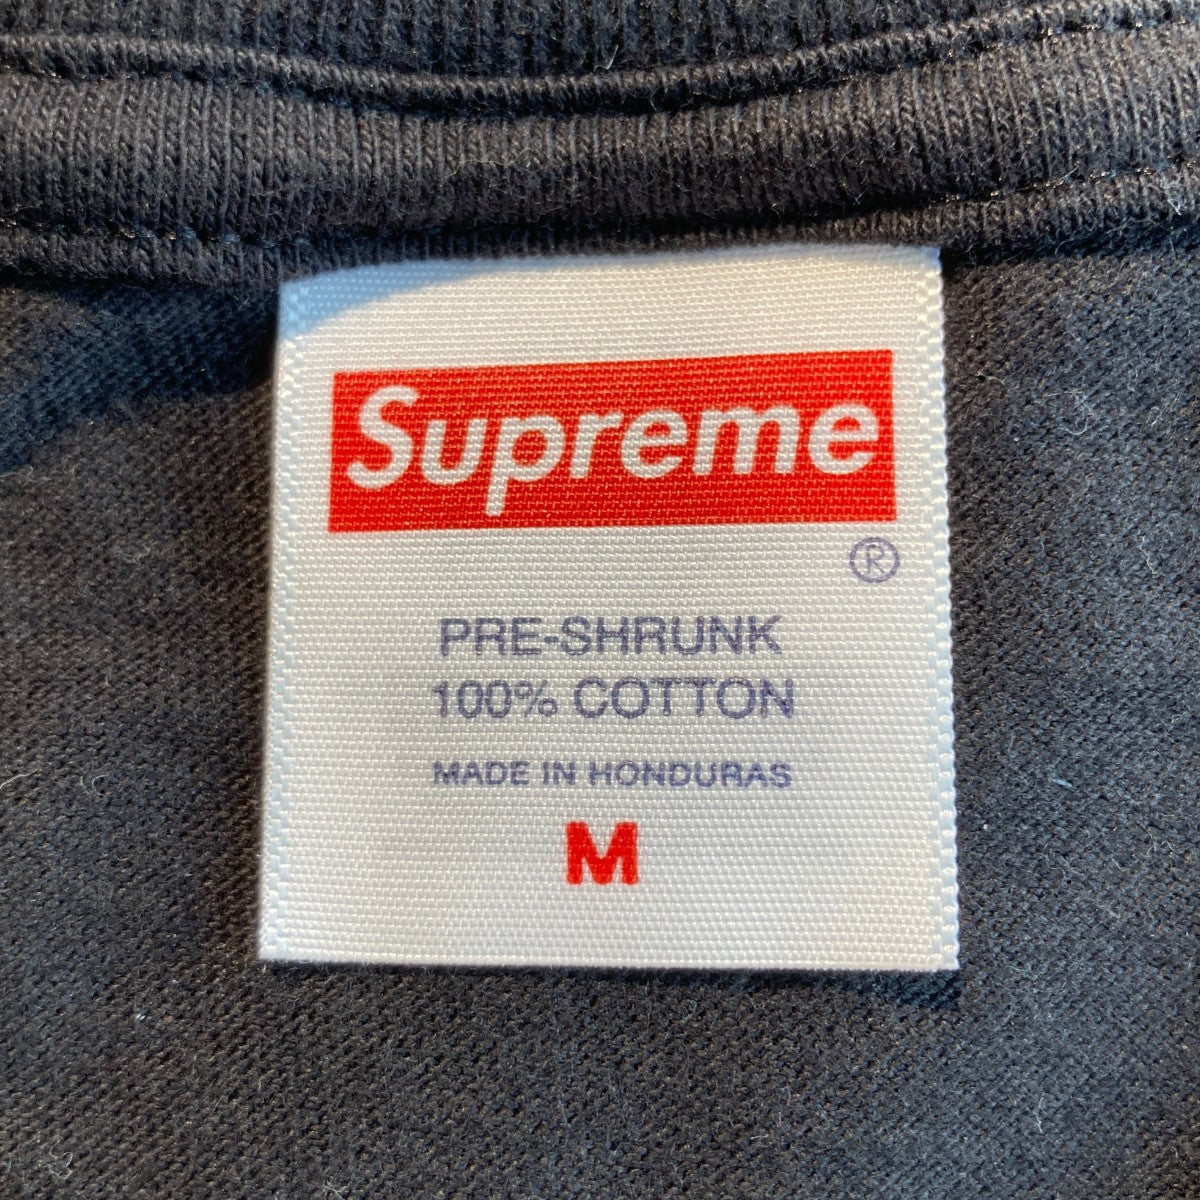 Supreme
®
PRE-SHRUNK
100% COTTON
MADE IN HONDURAS
M